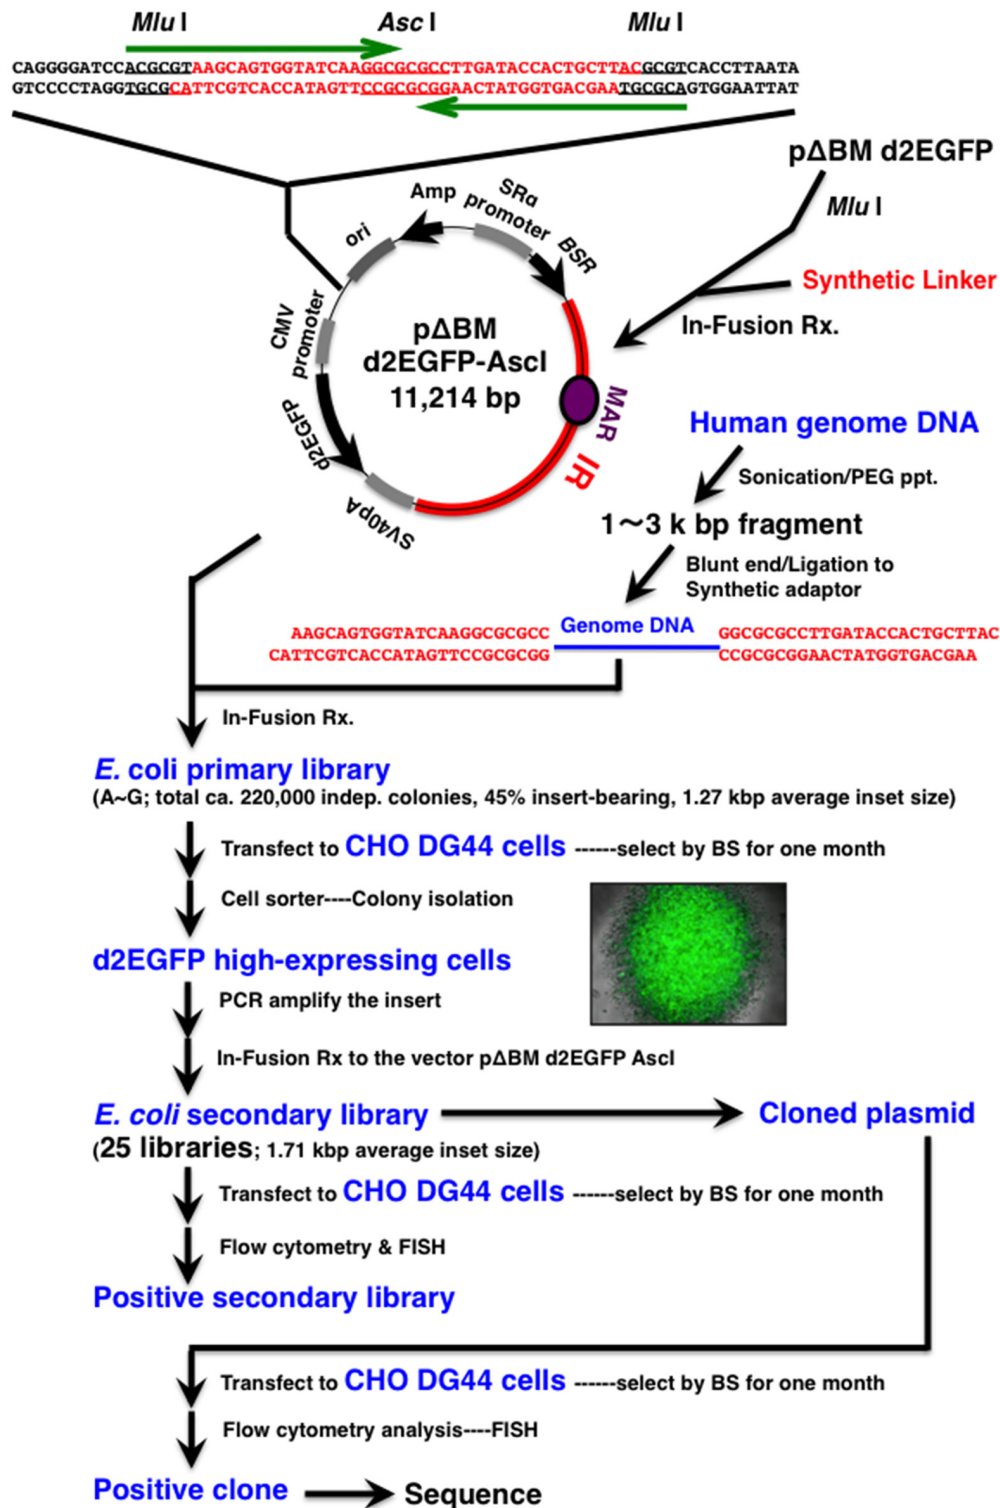 Mlu I Asc I Mlu I
CAGGGGATCCACGCGTAAGCAGTGGTATCAAGGCGCGCCTTGATACCACTGCTTACGCGTCACCTTAATA
GTCCCCTAGGTGCGCATTCGTCACCATAGTTCCGCGCGGAACTATGGTGACGAATGCGCAGTGGAATTAT
pΔBM d2EGFP
Mlu I
Synthetic Linker
In-Fusion Rx.
Amp
SRα
promoter
BSR
ori
CMV
promoter
d2EGFP
SV40pA
MAR
IR
pΔBM
d2EGFP-AscI
11,214 bp
Human genome DNA
Sonication/PEG ppt.
1~3 k bp fragment
Blunt end/Ligation to
Synthetic adaptor
AAGCAGTGGTATCAAGGCGCGCC Genome DNA GGCGCGCCTTGATACCACTGCTTAC
CATTCGTCACCATAGTTCCGCGCGG CCGCGCGGAACTATGGTGACGAA
In-Fusion Rx.
E. coli primary library
(A~G; total ca. 220,000 indep. colonies, 45% insert-bearing, 1.27 kbp average inset size)
Transfect to CHO DG44 cells ------select by BS for one month
Cell sorter----Colony isolation
d2EGFP high-expressing cells
PCR amplify the insert
In-Fusion Rx to the vector pΔBM d2EGFP AscI
E. coli secondary library Cloned plasmid
(25 libraries; 1.71 kbp average inset size)
Transfect to CHO DG44 cells ------select by BS for one month
Flow cytometry & FISH
Positive secondary library
Transfect to CHO DG44 cells ------select by BS for one month
Flow cytometry analysis----FISH
Positive clone Sequence